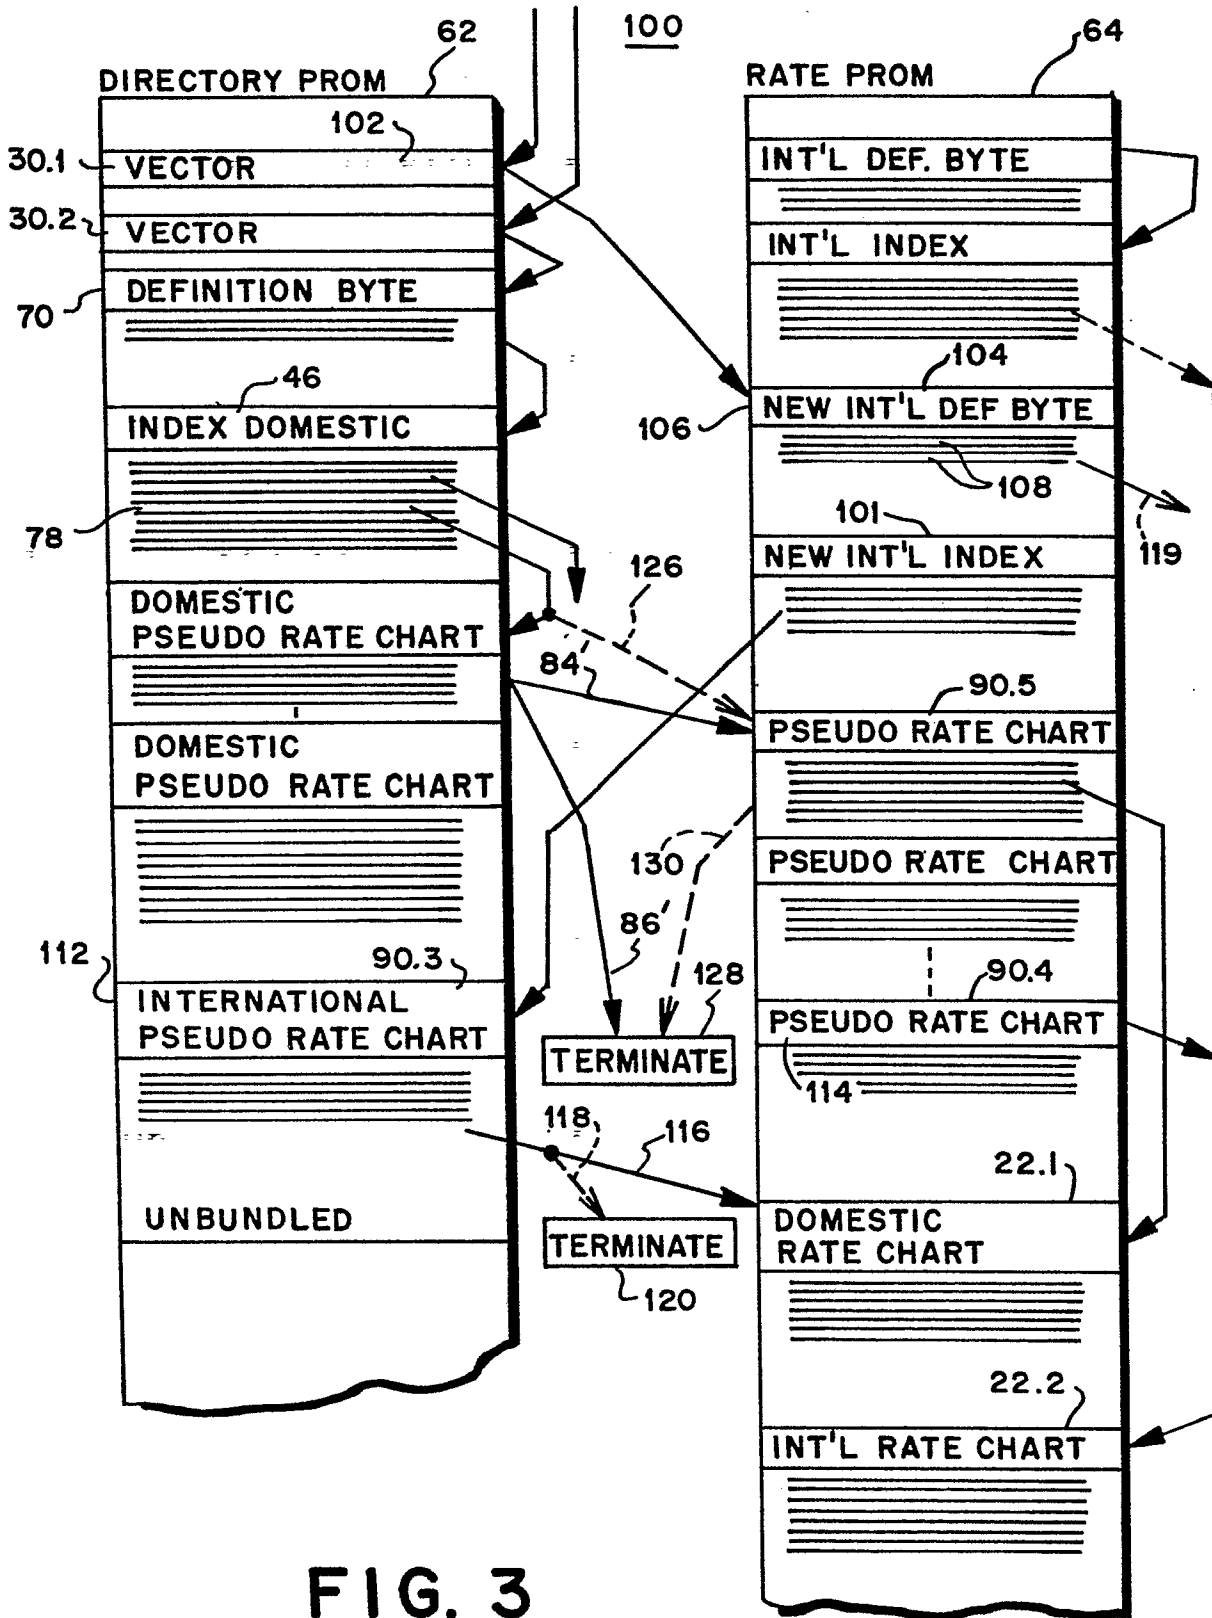 100
62
DIRECTORY PROM
102
30.1
VECTOR
30.2
VECTOR
70
DEFINITION BYTE
46
INDEX DOMESTIC
78
DOMESTIC
PSEUDO RATE CHART
DOMESTIC
PSEUDO RATE CHART
112
90.3
INTERNATIONAL
PSEUDO RATE CHART
UNBUNDLED
126
84'
130
86'
128
TERMINATE
118
116
TERMINATE
120
64
RATE PROM
INT'L DEF. BYTE
INT'L INDEX
104
NEW INT'L DEF BYTE
106
108
119
101
NEW INT'L INDEX
90.5
PSEUDO RATE CHART
PSEUDO RATE CHART
90.4
PSEUDO RATE CHART
114
22.1
DOMESTIC
RATE CHART
22.2
INT'L RATE CHART
FIG. 3